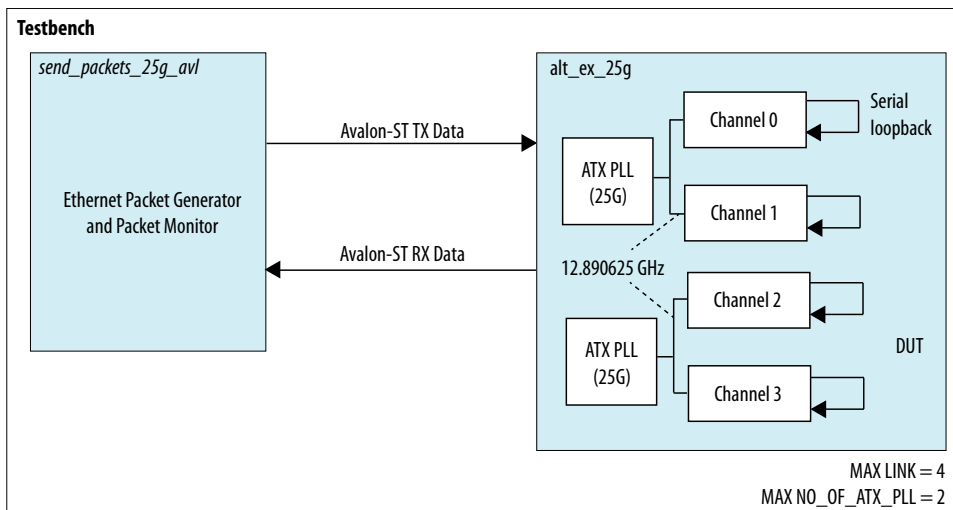 Testbench
send_packets_25g_avl
Ethernet Packet Generator
and Packet Monitor
Avalon-ST TX Data
Avalon-ST RX Data
alt_ex_25g
ATX PLL
(25G)
Channel 0
Serial
loopback
Channel 1
12.890625 GHz
Channel 2
ATX PLL
(25G)
DUT
Channel 3
MAX LINK = 4
MAX NO_OF_ATX_PLL = 2